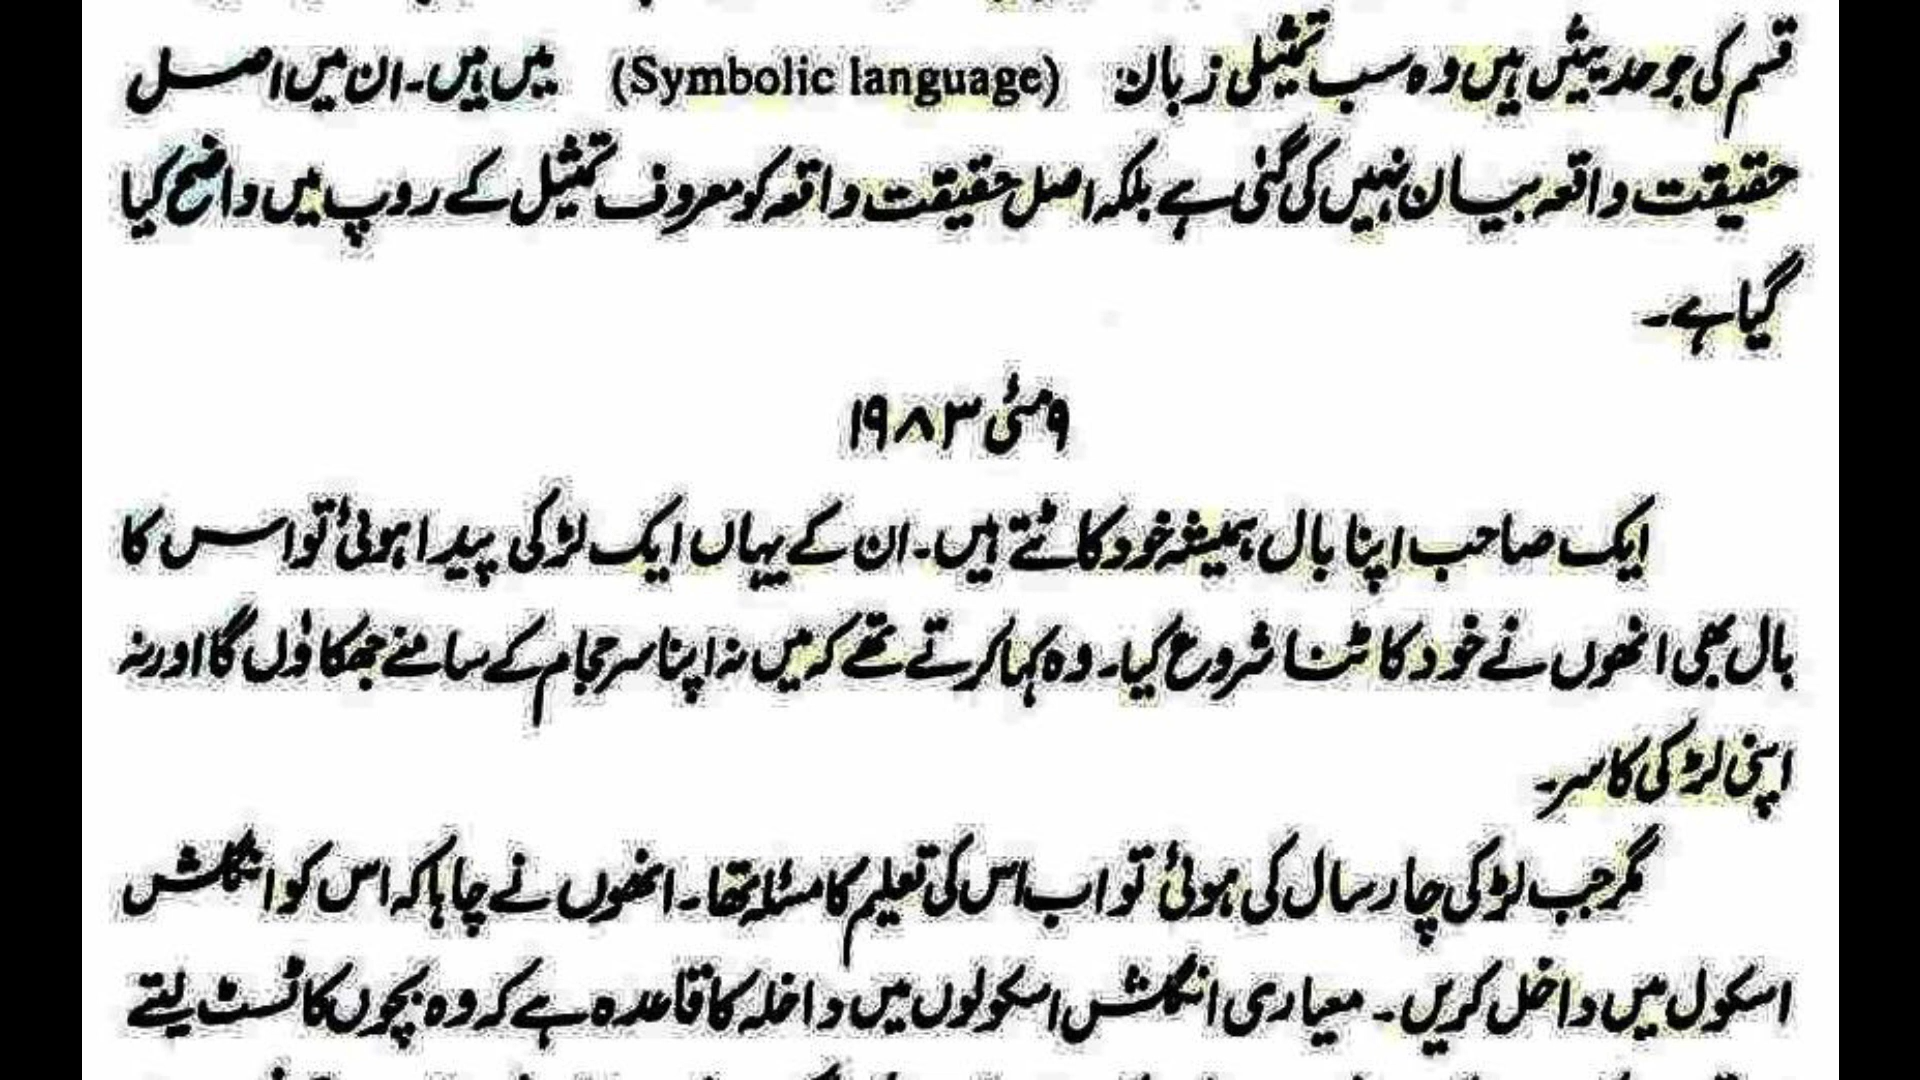 قسم کی جو حدیثیں ہیں وہ سب تمثیلی زبان (Symbolic language) میں ہیں۔ ان میں اصل
حقیقت واقعہ بیان نہیں کی گئی ہے بلکہ اصل حقیقت واقعہ کو معروف تمثیل کے روپ میں واضح کیا
گیا ہے۔
۹ مئی ۱۹۸۳
ایک صاحب اپنا بال ہمیشہ خود کاٹتے ہیں۔ ان کے یہاں ایک لڑکی پیدا ہوئی تو اس کا
بال بھی انھوں نے خود کاٹنا شروع کیا۔ وہ کہا کرتے تھے کہ میں نہ اپنا سر حجام کے سامنے جھکاؤں گا اور نہ
اپنی لڑکی کا سر۔
مگر جب لڑکی چار سال کی ہوئی تو اب اس کی تعلیم کا مسئلہ تھا۔ انھوں نے چاہا کہ اس کو انگلش
اسکول میں داخل کریں۔ معیاری انگلش اسکولوں میں داخلہ کا قاعدہ ہے کہ وہ بچوں کا ٹسٹ لیتے